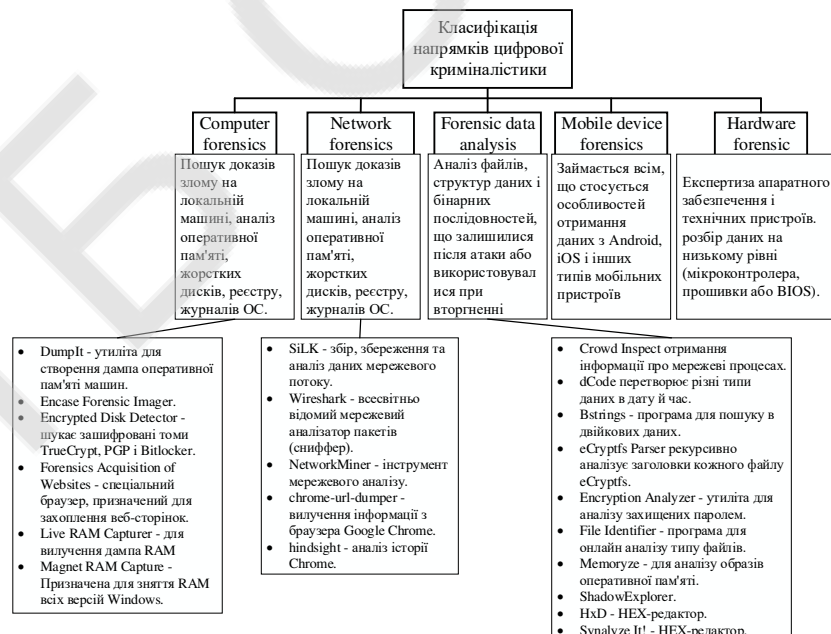 Класифікація
напрямків цифрової
криміналістики
Computer
forensics
Пошук доказів
злому на
локальній
машині, аналіз
оперативної
пам'яті,
жорстких
дисків, реєстру,
журналів ОС.
Network
forensics
Пошук доказів
злому на
локальній
машині, аналіз
оперативної
пам'яті,
жорстких
дисків, реєстру,
журналів ОС.
Forensic data
analysis
Аналіз файлів,
структур даних і
бінарних
послідовностей,
що залишилися
після атаки або
використовувал
ися при
вторгненні
Mobile device
forensics
Займається всім,
що стосується
особливостей
отримання
даних з Android,
iOS і інших
типів мобільних
пристроїв
Hardware
forensic
Експертиза апаратного
забезпечення і
технічних пристроїв.
розбір даних на
низькому рівні
(мікроконтролера,
прошивки або BIOS).
• DumpIt - утиліта для
створення дампа оперативної
пам'яті машин.
• Encase Forensic Imager.
• Encrypted Disk Detector -
шукає зашифровані томи
TrueCrypt, PGP і Bitlocker.
• Forensics Acquisition of
Websites - спеціальний
браузер, призначений для
захоплення веб-сторінок.
• Live RAM Capturer - для
вилучення дампа RAM
• Magnet RAM Capture -
Призначена для зняття RAM
всіх версій Windows.
• SiLK - збір, збереження та
аналіз даних мережевого
потоку.
• Wireshark - всесвітньо
відомий мережевий
аналізатор пакетів
(сниффер).
• NetworkMiner - інструмент
мережевого аналізу.
• chrome-url-dumper -
вилучення інформації з
браузера Google Chrome.
• hindsight - аналіз історії
Chrome.
• Crowd Inspect отримання
інформації про мережеві процесах.
• dCode перетворює різні типи
даних в дату й час.
• Bstrings - програма для пошуку в
двійкових даних.
• eCryptfs Parser рекурсивно
аналізує заголовки кожного файлу
eCryptfs.
• Encryption Analyzer - утиліта для
аналізу захищених паролем.
• File Identifier - програма для
онлайн аналізу типу файлів.
• Memoryze - для аналізу образів
оперативної пам'яті.
• ShadowExplorer.
• HxD - HEX-редактор.
• Synalyze It! - HEX-редактор.